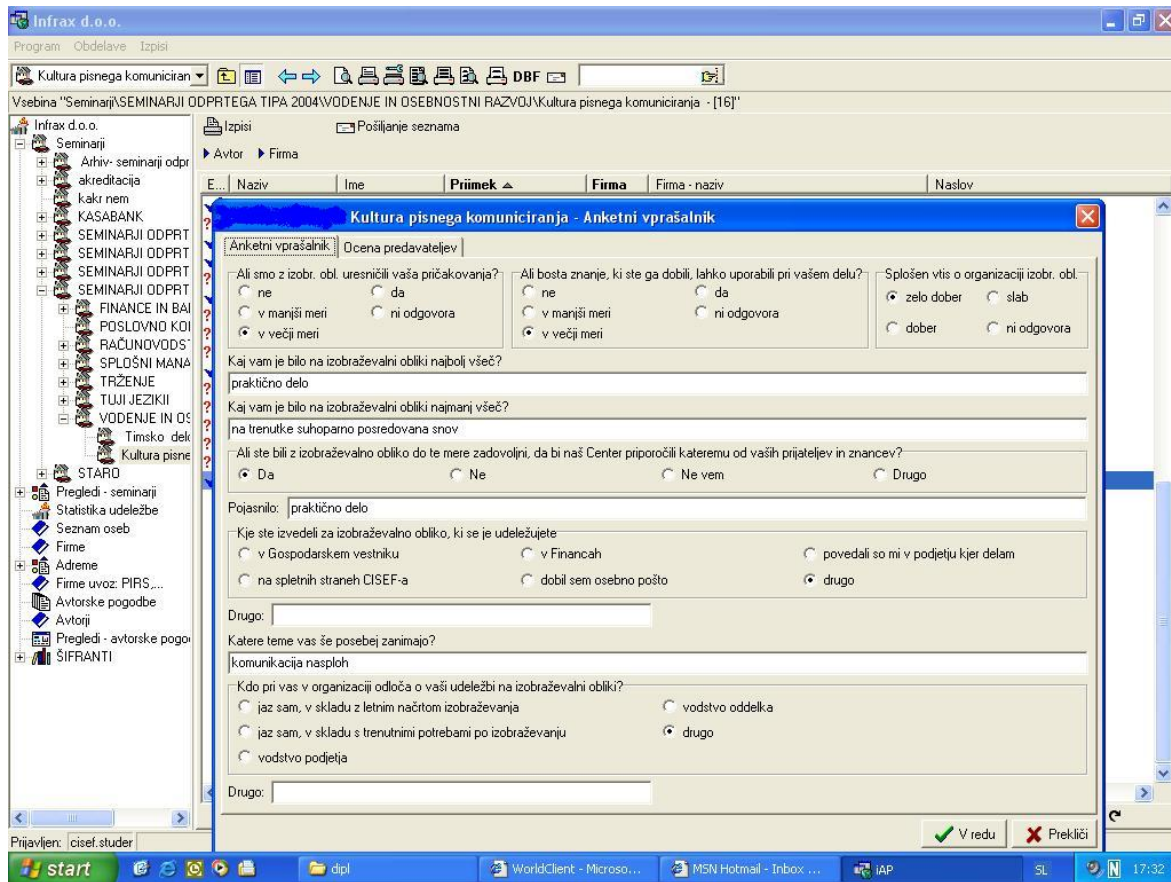 Infrax d.o.o.
Program Obdelave Izpisi
Kultura pisnega komuniciran DBF
Vsebina "Seminarji\SEMINARJI ODPRTEGA TIPA 2004\VODENJE IN OSEBNOSTNI RAZVOJ\Kultura pisnega komuniciranja - [16]"
Infrax d.o.o.
Seminarji
Arhiv- seminarji odpr
akreditacija
kakr nem
KASABANK
SEMINARJI ODPRT
SEMINARJI ODPRT
SEMINARJI ODPRT
SEMINARJI ODPRT
FINANCE IN BAI
POSLOVNO KOI
RAČUNOVODS
SPLOŠNI MANA
TRŽENJE
TUJI JEZIKII
VODENJE IN OS
Timsko delo
Kultura pisne
STARO
Pregledi - seminarji
Statistika udeležbe
Seznam oseb
Firme
Adreme
Firme uvoz: PIRS,...
Avtorske pogodbe
Avtorji
Pregledi - avtorske pogo
ŠIFRANTI
Izpisi Pošiljanje seznama
Avtor Firma
E... Naziv Ime Priimek Firma Firma - naziv Naslov
Kultura pisnega komuniciranja - Anketni vprašalnik
Anketni vprašalnik Ocena predavateljev
Ali smo z izobr. obl. uresničili vaša pričakovanja?
ne da
v manjši meri ni odgovora
v večji meri
Ali bosta znanje, ki ste ga dobili, lahko uporabili pri vašem delu?
ne da
v manjši meri ni odgovora
v večji meri
Splošen vtis o organizaciji izobr. obl.
zelo dober slab
dober ni odgovora
Kaj vam je bilo na izobraževalni obliki najbolj všeč?
praktično delo
Kaj vam je bilo na izobraževalni obliki najmanj všeč?
na trenutke suhoparno posredovana snov
Ali ste bili z izobraževalno obliko do te mere zadovoljni, da bi naš Center priporočili kateremu od vaših prijateljev in znancev?
Da Ne Ne vem Drugo
Pojasnilo: praktično delo
Kje ste izvedeli za izobraževalno obliko, ki se je udeležujete
v Gospodarskem vestniku v Financah povedali so mi v podjetju kjer delam
na spletnih straneh CISEF-a dobil sem osebno pošto drugo
Drugo:
Katere teme vas še posebej zanimajo?
komunikacija nasploh
Kdo pri vas v organizaciji odloča o vaši udeležbi na izobraževalni obliki?
jaz sam, v skladu z letnim načrtom izobraževanja vodstvo oddelka
jaz sam, v skladu s trenutnimi potrebami po izobraževanju drugo
vodstvo podjetja
Drugo:
V redu Prekliči
Prijavljen: cisef.studer
start dipl WorldClient - Microso... MSN Hotmail - Inbox ... iAP SL N 17:32